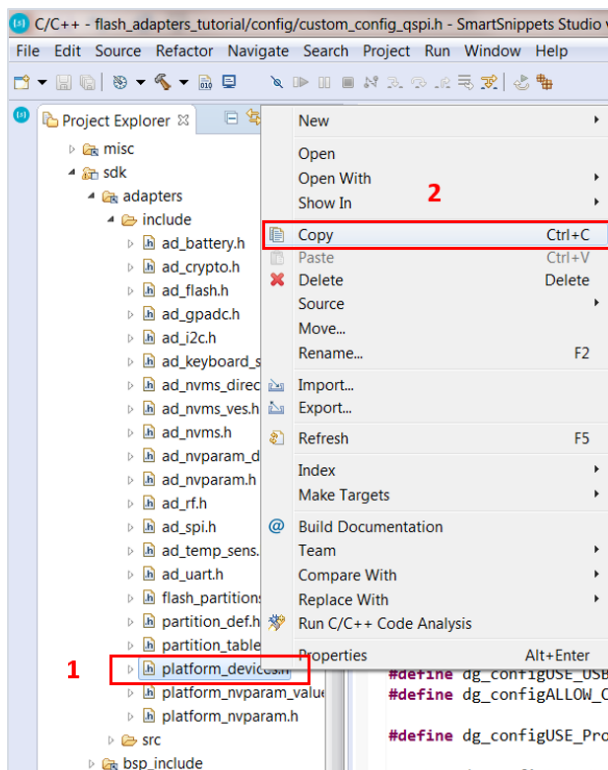 C/C++ - flash_adapters_tutorial/config/custom_config_qspi.h - SmartSnippets Studio
File Edit Source Refactor Navigate Search Project Run Window Help
Project Explorer
misc
sdk
adapters
include
ad_battery.h
ad_crypto.h
ad_flash.h
ad_gpadc.h
ad_i2c.h
ad_keyboard_s
ad_nvms_direc
ad_nvms_ves.h
ad_nvms.h
ad_nvparam_d
ad_nvparam.h
ad_rf.h
ad_spi.h
ad_temp_sens.
ad_uart.h
flash_partitions
partition_def.h
partition_table
1
platform_devices.h
platform_nvparam_value
platform_nvparam.h
src
bsp_include
New
Open
Open With
2
Show In
Copy Ctrl+C
Paste Ctrl+V
Delete Delete
Source
Move...
Rename... F2
Import...
Export...
Refresh F5
Index
Make Targets
Build Documentation
Team
Compare With
Replace With
Run C/C++ Code Analysis
Properties Alt+Enter
#define dg_configUSE_USB
#define dg_configALLOW_C
#define dg_configUSE_Pro